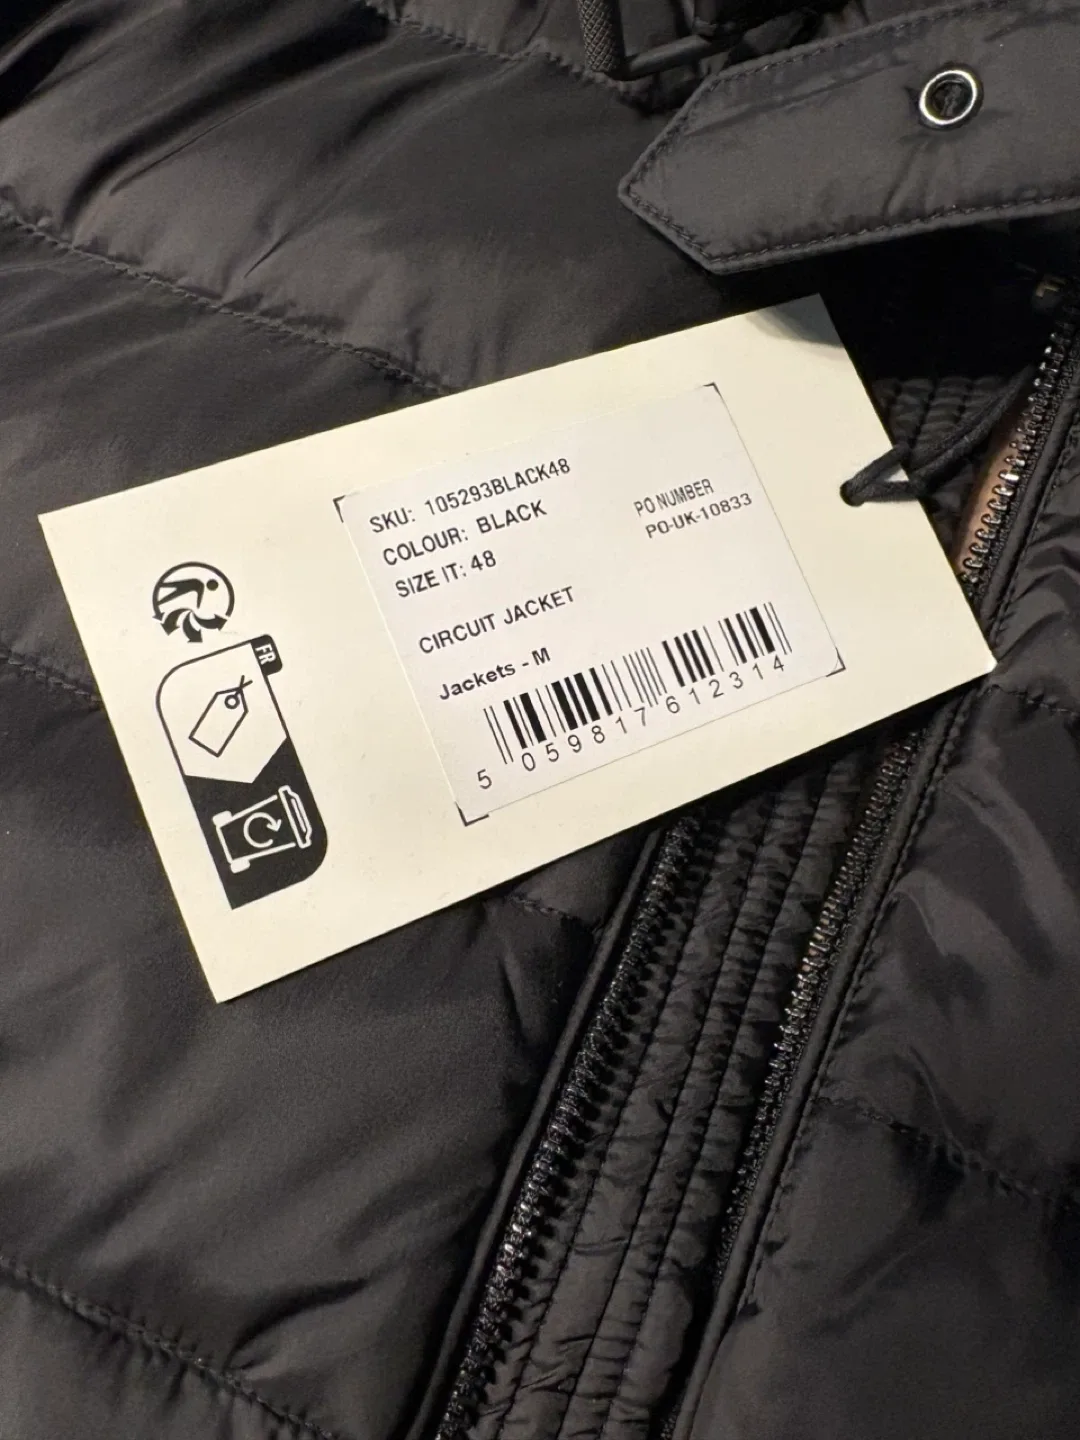 SKU: 105293BLACK48
COLOUR: BLACK
SIZE IT: 48
PO NUMBER
PO-UK-10833
CIRCUIT JACKET
Jackets - M
5 059817 612314
FR